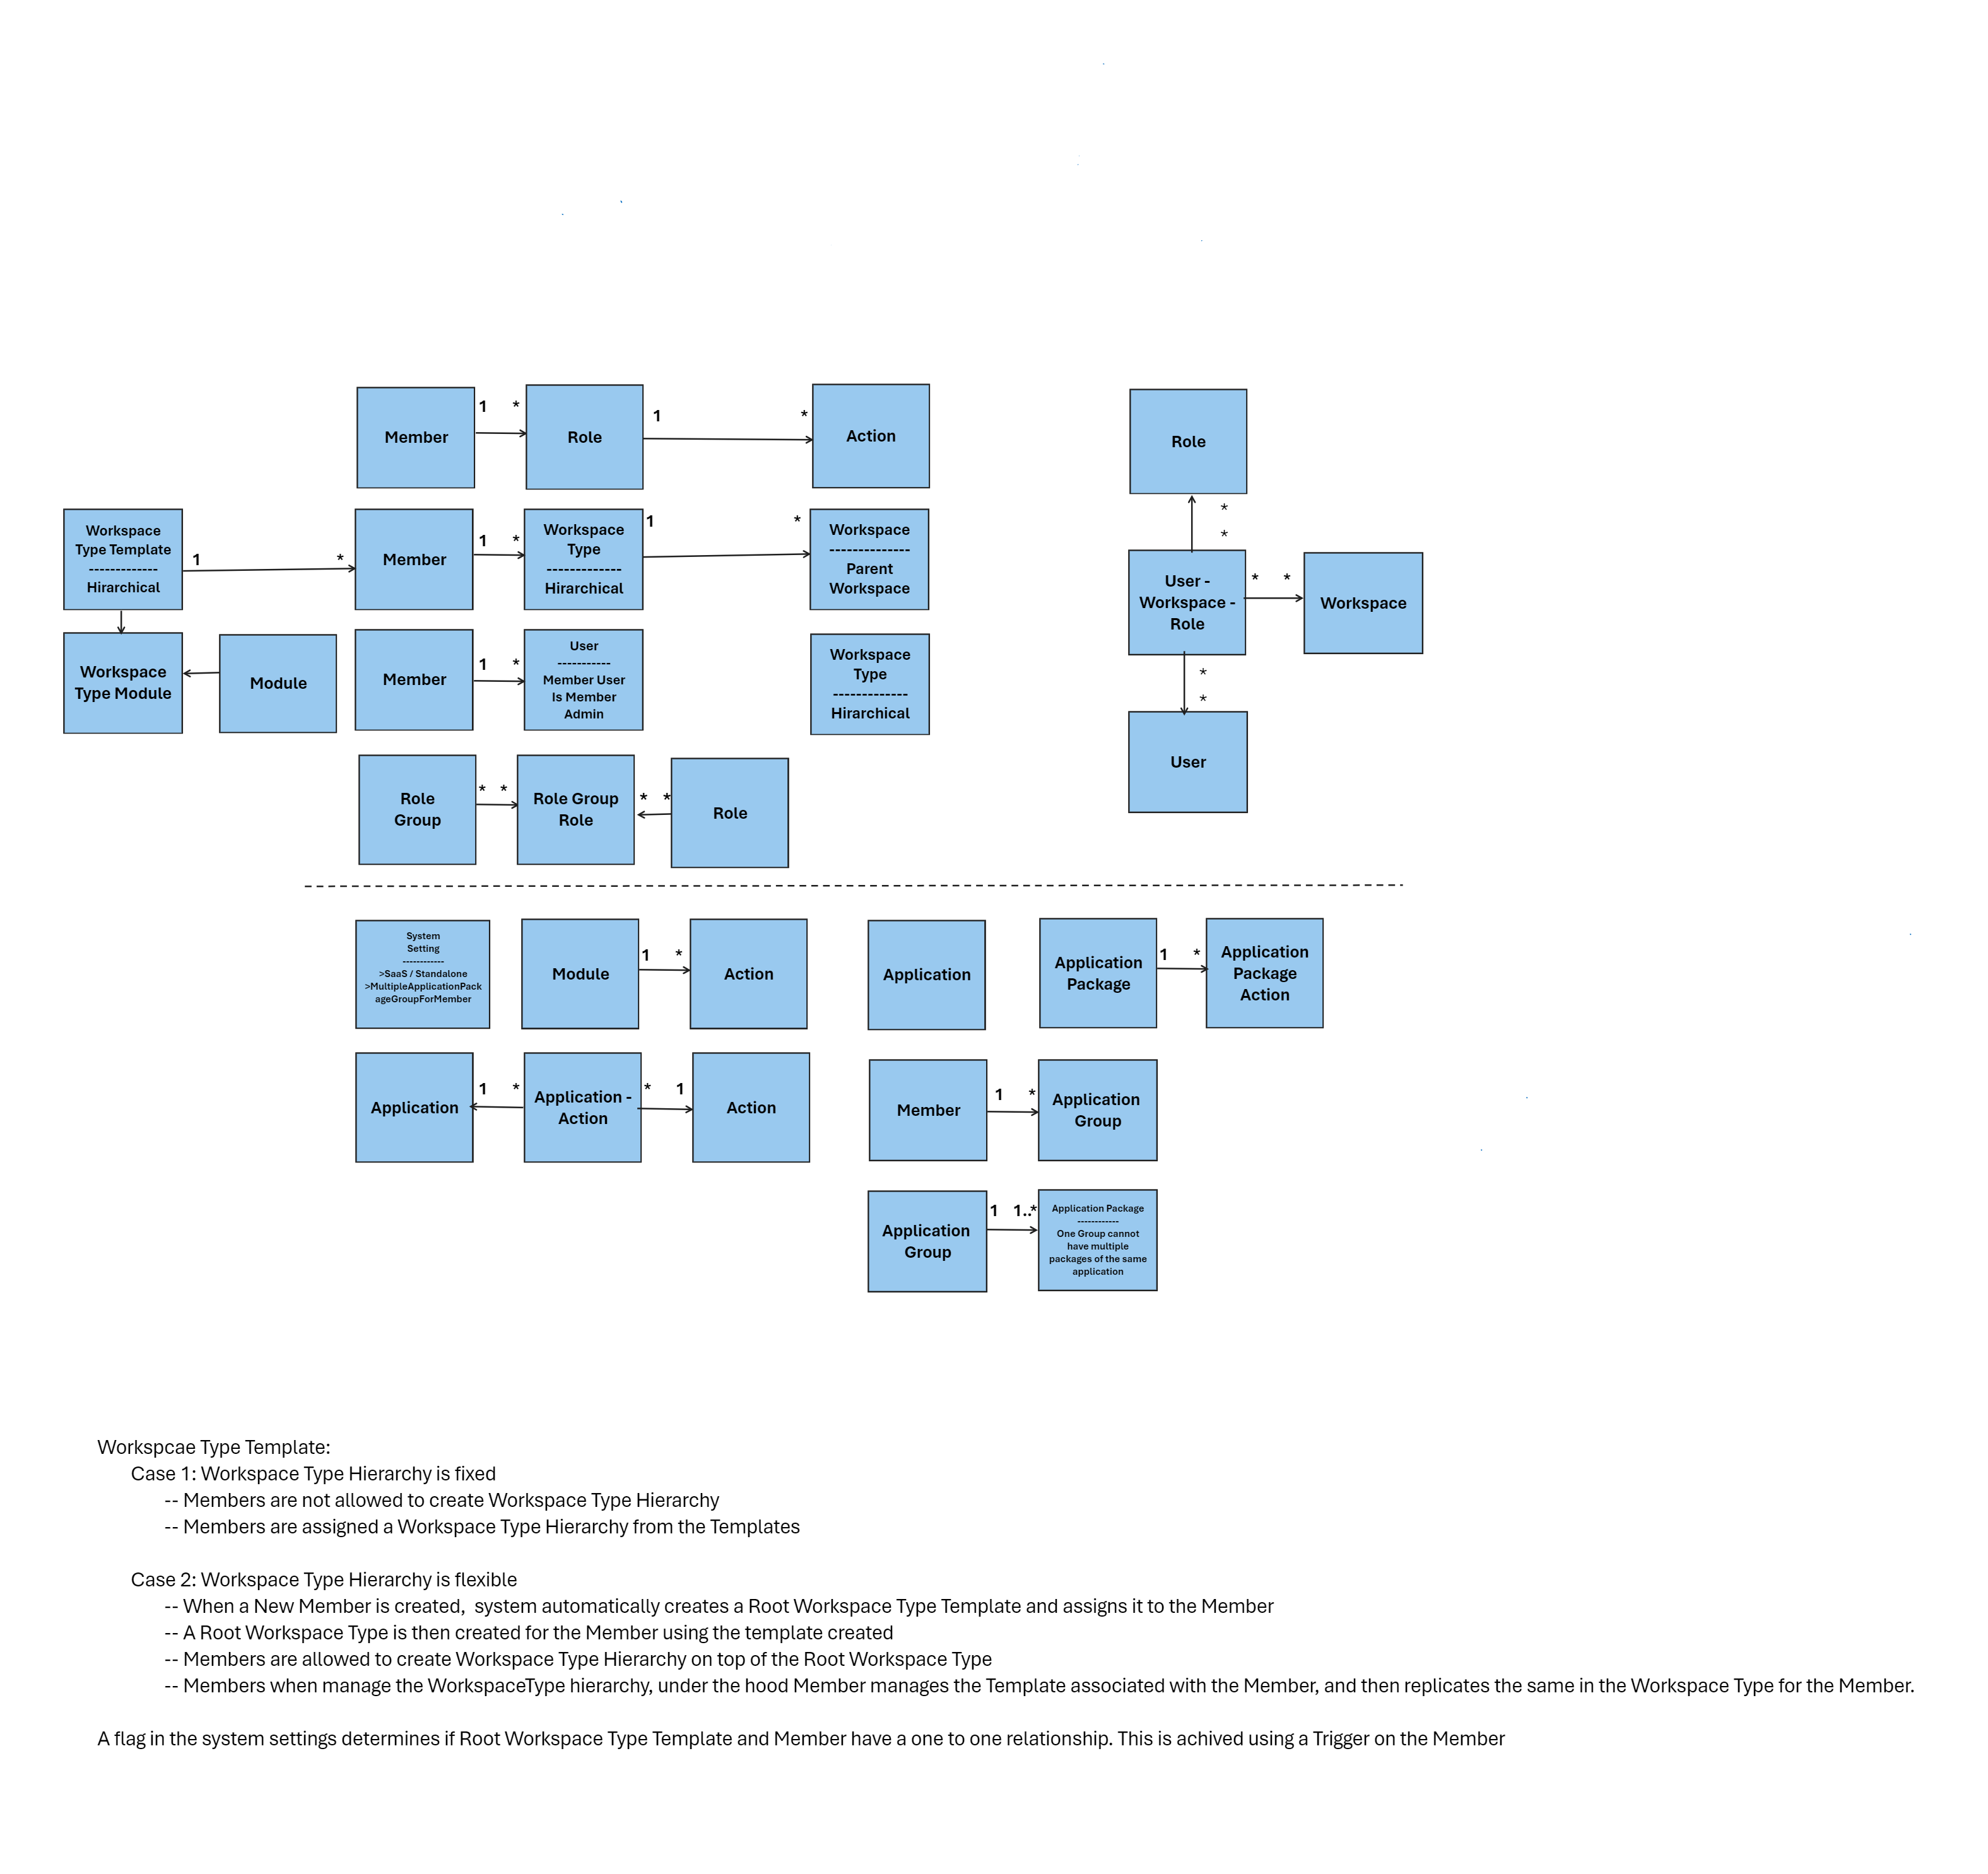 Member
1 *
Role
1 *
Action
Role
*
*
Workspace
Type Template
-------------
Hirarchical
1 *
Member
1 *
Workspace
Type
-------------
Hirarchical
1 *
Workspace
--------------
Parent
Workspace
User -
Workspace -
Role
* *
Workspace
*
*
User
Workspace
Type Module
Module
Member
1 *
User
-----------
Member User
Is Member
Admin
Workspace
Type
-------------
Hirarchical
Role
Group
* *
Role Group
Role
* *
Role
System
Setting
------------
>SaaS / Standalone
>MultipleApplicationPack
ageGroupForMember
Module
1 *
Action
Application
Application
Package
1 *
Application
Package
Action
Application
1 *
Application -
Action
* 1
Action
Member
1 *
Application
Group
Application
Group
1 1..*
Application Package
------------
One Group cannot
have multiple
packages of the same
application
Workspcae Type Template:
Case 1: Workspace Type Hierarchy is fixed
-- Members are not allowed to create Workspace Type Hierarchy
-- Members are assigned a Workspace Type Hierarchy from the Templates
Case 2: Workspace Type Hierarchy is flexible
-- When a New Member is created,  system automatically creates a Root Workspace Type Template and assigns it to the Member
-- A Root Workspace Type is then created for the Member using the template created
-- Members are allowed to create Workspace Type Hierarchy on top of the Root Workspace Type
-- Members when manage the WorkspaceType hierarchy, under the hood Member manages the Template associated with the Member, and then replicates the same in the Workspace Type for the Member.
A flag in the system settings determines if Root Workspace Type Template and Member have a one to one relationship. This is achived using a Trigger on the Member